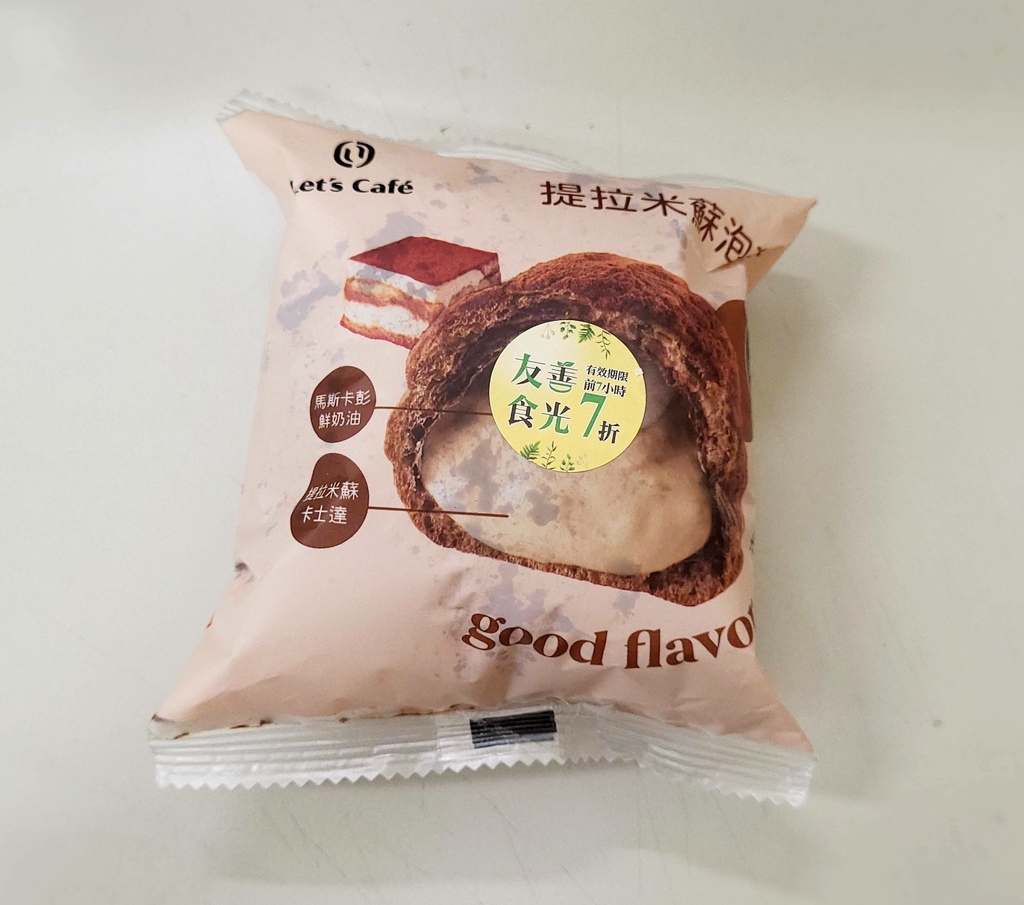 Let's Café
提拉米蘇泡
友善
食光
有效期限
前7小時
7折
馬斯卡彭
鮮奶油
提拉米蘇
卡士達
good flavor